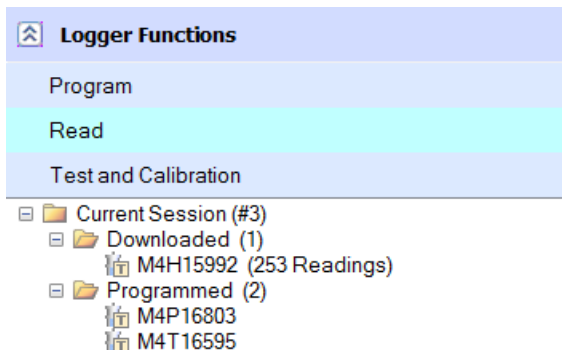 Logger Functions
Program
Read
Test and Calibration
Current Session (#3)
Downloaded (1)
M4H15992 (253 Readings)
Programmed (2)
M4P16803
M4T16595